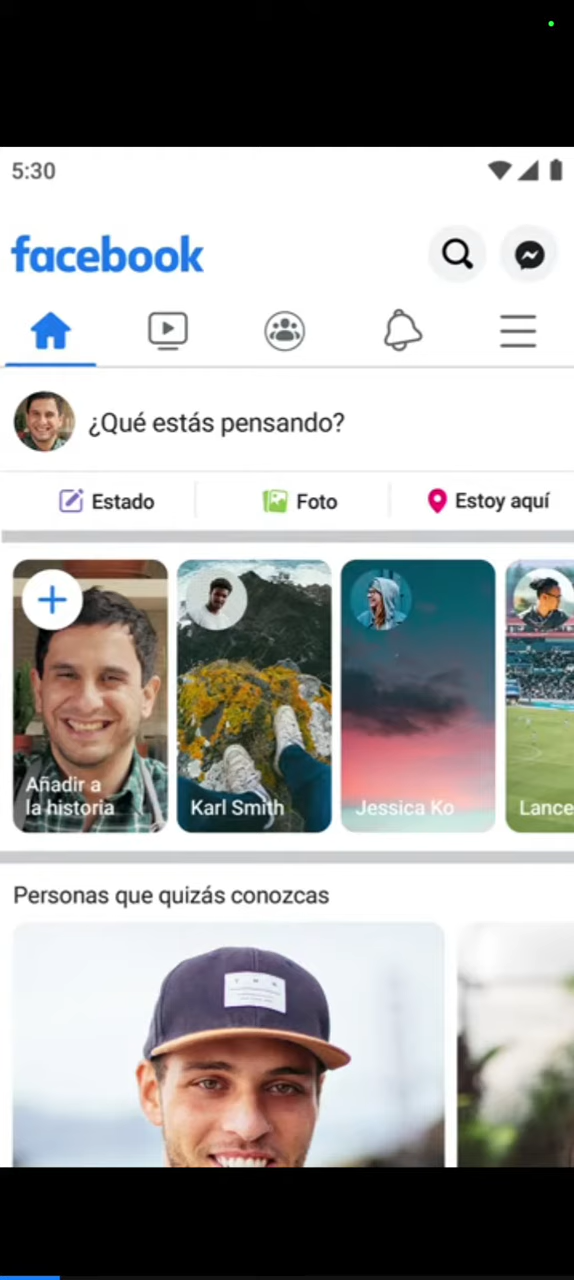 5:30
facebook
¿Qué estás pensando?
Estado
Foto
Estoy aquí
Añadir a
la historia
Karl Smith
Jessica Ko
Lance
Personas que quizás conozcas